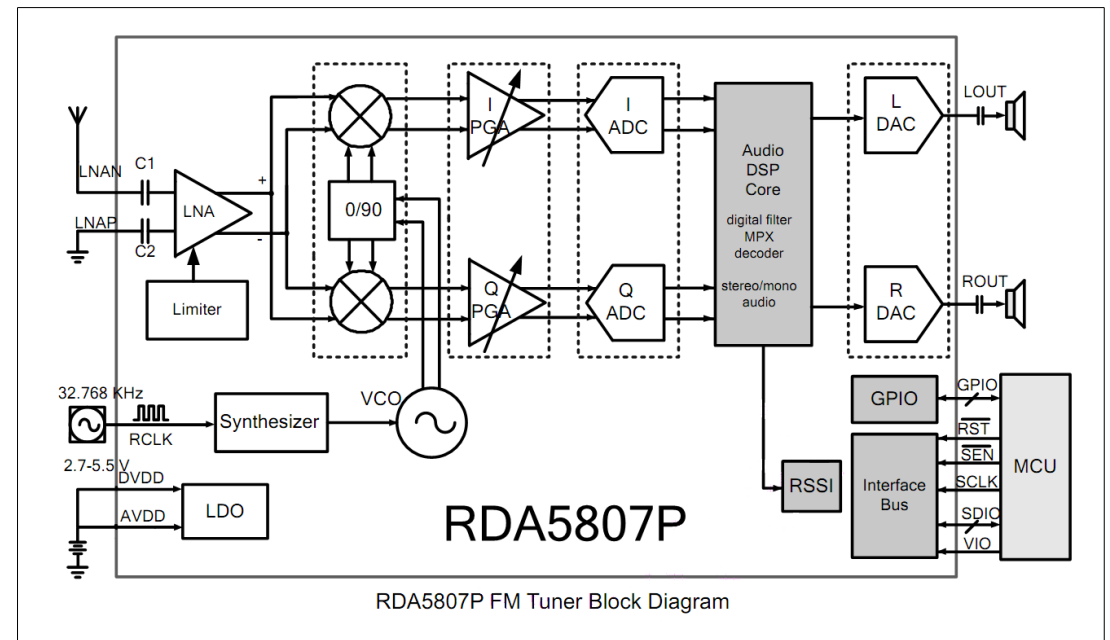 LNAN
C1
LNAP
C2
LNA
+
-
Limiter
0/90
I
PGA
Q
PGA
I
ADC
Q
ADC
Audio
DSP
Core
digital filter
MPX
decoder
stereo/mono
audio
L
DAC
R
DAC
LOUT
ROUT
32.768 KHz
RCLK
Synthesizer
VCO
2.7-5.5 V
DVDD
AVDD
LDO
RSSI
GPIO
Interface
Bus
GPIO
RST
SEN
SCLK
SDIO
VIO
MCU
RDA5807P
RDA5807P FM Tuner Block Diagram